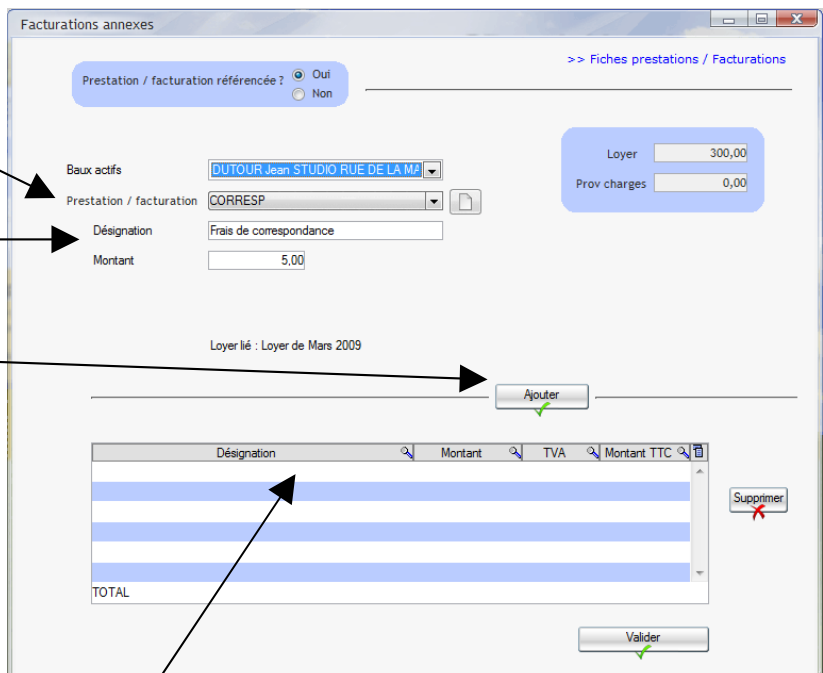 Facturations annexes
>> Fiches prestations / Facturations
Prestation / facturation référencée ? Oui
Non
Loyer 300,00
Prov charges 0,00
Baux actifs DUTOUR Jean STUDIO RUE DE LA MA
Prestation / facturation CORRESP
Désignation Frais de correspondance
Montant 5,00
Loyer lié : Loyer de Mars 2009
Ajouter
Désignation Montant TVA Montant TTC
Supprimer
TOTAL
Valider